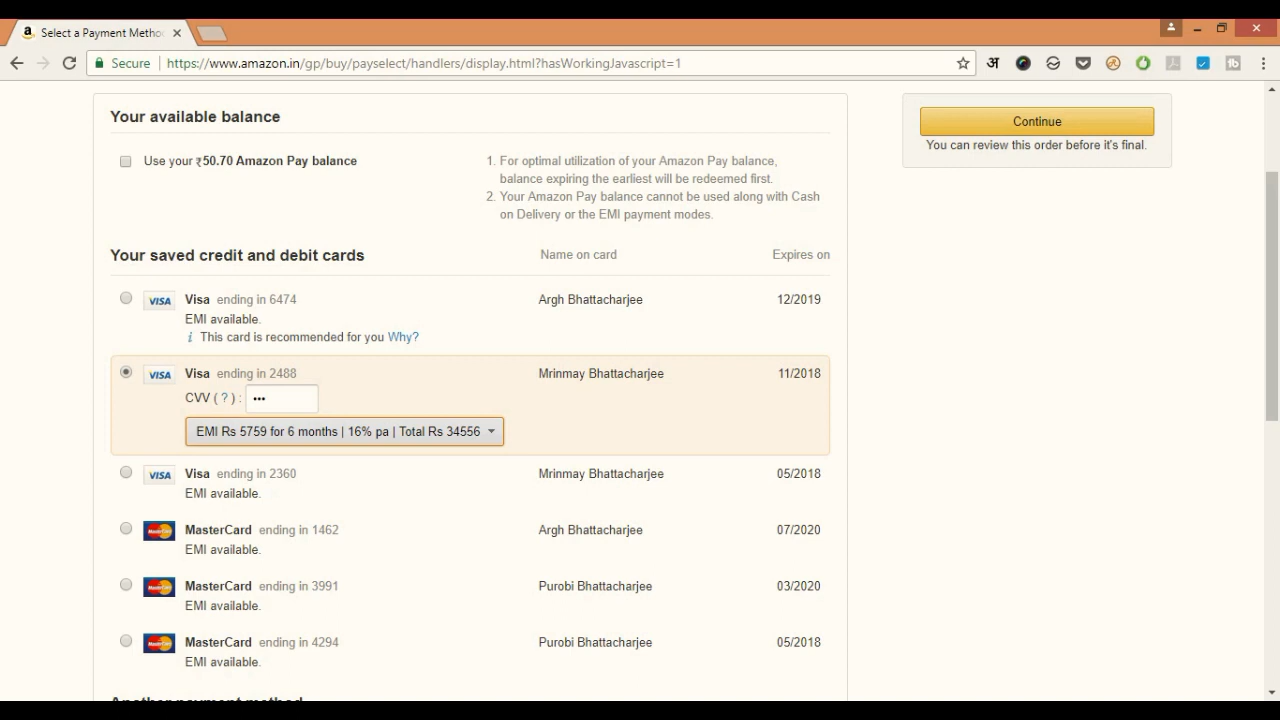 Select a Payment Metho
Secure https://www.amazon.in/gp/buy/payselect/handlers/display.html?hasWorkingJavascript=1
अ
Your available balance
Continue
You can review this order before it's final.
Use your ₹50.70 Amazon Pay balance
1. For optimal utilization of your Amazon Pay balance,
balance expiring the earliest will be redeemed first.
2. Your Amazon Pay balance cannot be used along with Cash
on Delivery or the EMI payment modes.
Your saved credit and debit cards Name on card Expires on
VISA Visa ending in 6474 Argh Bhattacharjee 12/2019
EMI available.
i This card is recommended for you Why?
VISA Visa ending in 2488 Mrinmay Bhattacharjee 11/2018
CVV ( ? ) : •••
EMI Rs 5759 for 6 months | 16% pa | Total Rs 34556
VISA Visa ending in 2360 Mrinmay Bhattacharjee 05/2018
EMI available.
MasterCard MasterCard ending in 1462 Argh Bhattacharjee 07/2020
EMI available.
MasterCard MasterCard ending in 3991 Purobi Bhattacharjee 03/2020
EMI available.
MasterCard MasterCard ending in 4294 Purobi Bhattacharjee 05/2018
EMI available.
Another payment method